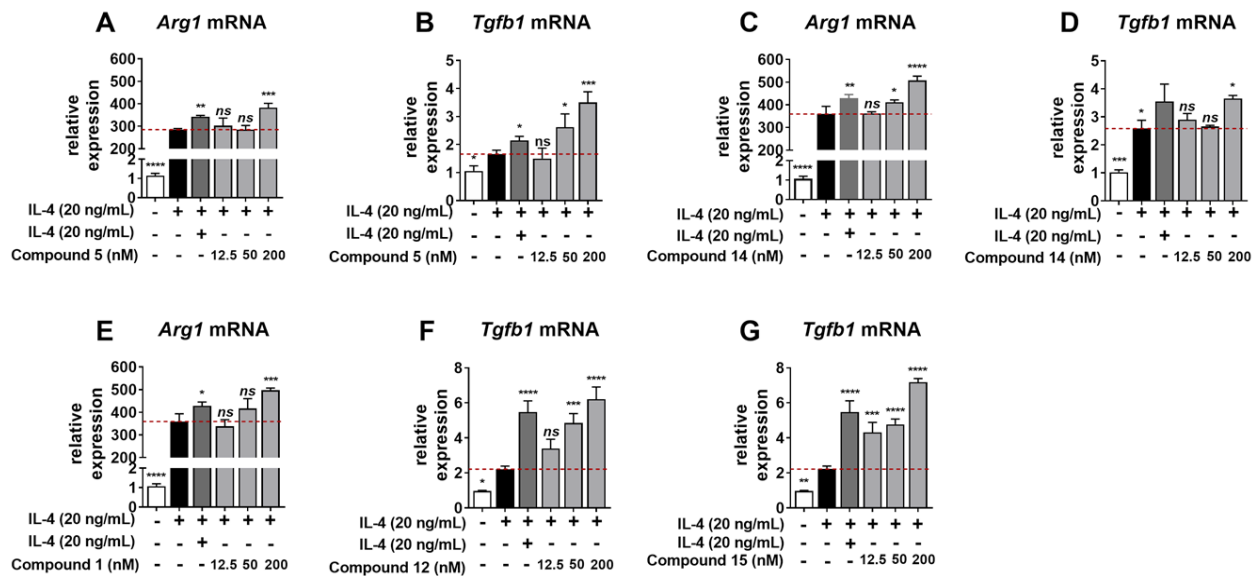 A Arg1 mRNA
relative expression
600
500
400
300
200
2
1
0
**** ** ns ns ***
IL-4 (20 ng/mL) - + + + + +
IL-4 (20 ng/mL) - - + - - -
Compound 5 (nM) - - - 12.5 50 200
B Tgfb1 mRNA
relative expression
5
4
3
2
1
0
* * ns * ***
IL-4 (20 ng/mL) - + + + + +
IL-4 (20 ng/mL) - - + - - -
Compound 5 (nM) - - - 12.5 50 200
C Arg1 mRNA
relative expression
600
500
400
300
200
2
1
0
**** ** ns * ****
IL-4 (20 ng/mL) - + + + + +
IL-4 (20 ng/mL) - - + - - -
Compound 14 (nM) - - - 12.5 50 200
D Tgfb1 mRNA
relative expression
5
4
3
2
1
0
*** * ns ns *
IL-4 (20 ng/mL) - + + + + +
IL-4 (20 ng/mL) - - + - - -
Compound 14 (nM) - - - 12.5 50 200
E Arg1 mRNA
relative expression
600
500
400
300
200
2
1
0
**** * ns ns ***
IL-4 (20 ng/mL) - + + + + +
IL-4 (20 ng/mL) - - + - - -
Compound 1 (nM) - - - 12.5 50 200
F Tgfb1 mRNA
relative expression
8
6
4
2
0
* **** ns *** ****
IL-4 (20 ng/mL) - + + + + +
IL-4 (20 ng/mL) - - + - - -
Compound 12 (nM) - - - 12.5 50 200
G Tgfb1 mRNA
relative expression
8
6
4
2
0
** **** *** **** ****
IL-4 (20 ng/mL) - + + + + +
IL-4 (20 ng/mL) - - + - - -
Compound 15 (nM) - - - 12.5 50 200